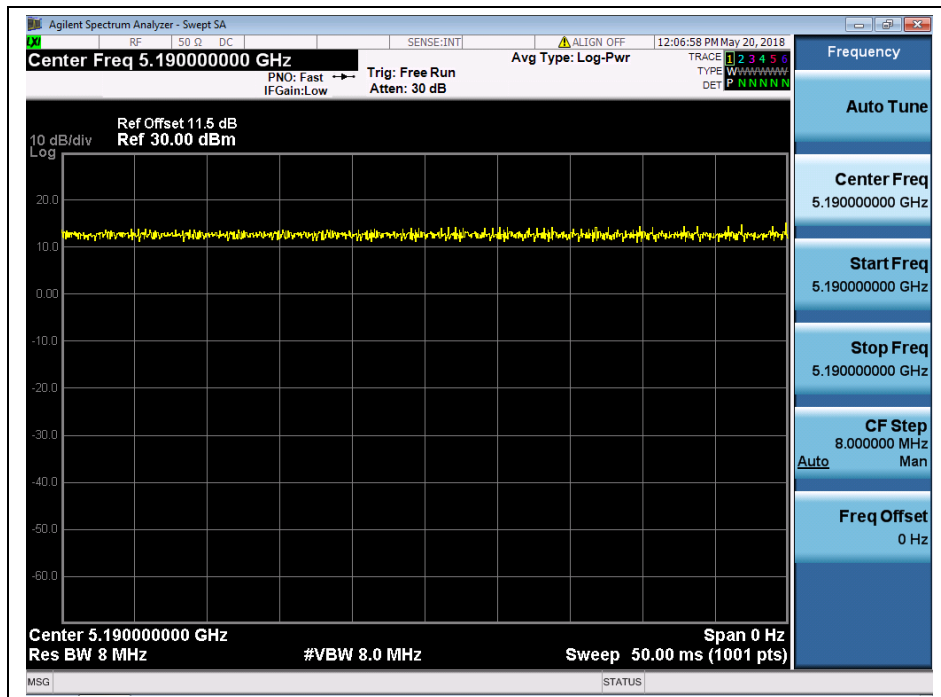 Agilent Spectrum Analyzer - Swept SA
LXI RF 50 Ω DC SENSE:INT ALIGN OFF 12:06:58 PM May 20, 2018
Center Freq 5.190000000 GHz Avg Type: Log-Pwr TRACE 1 2 3 4 5 6
PNO: Fast Trig: Free Run TYPE WWWWWW
IFGain:Low Atten: 30 dB DET P N N N N N
Ref Offset 11.5 dB
10 dB/div Ref 30.00 dBm
Log
20.0
10.0
0.00
-10.0
-20.0
-30.0
-40.0
-50.0
-60.0
Center 5.190000000 GHz Span 0 Hz
Res BW 8 MHz #VBW 8.0 MHz Sweep 50.00 ms (1001 pts)
MSG STATUS
Frequency
Auto Tune
Center Freq
5.190000000 GHz
Start Freq
5.190000000 GHz
Stop Freq
5.190000000 GHz
CF Step
8.000000 MHz
Auto Man
Freq Offset
0 Hz